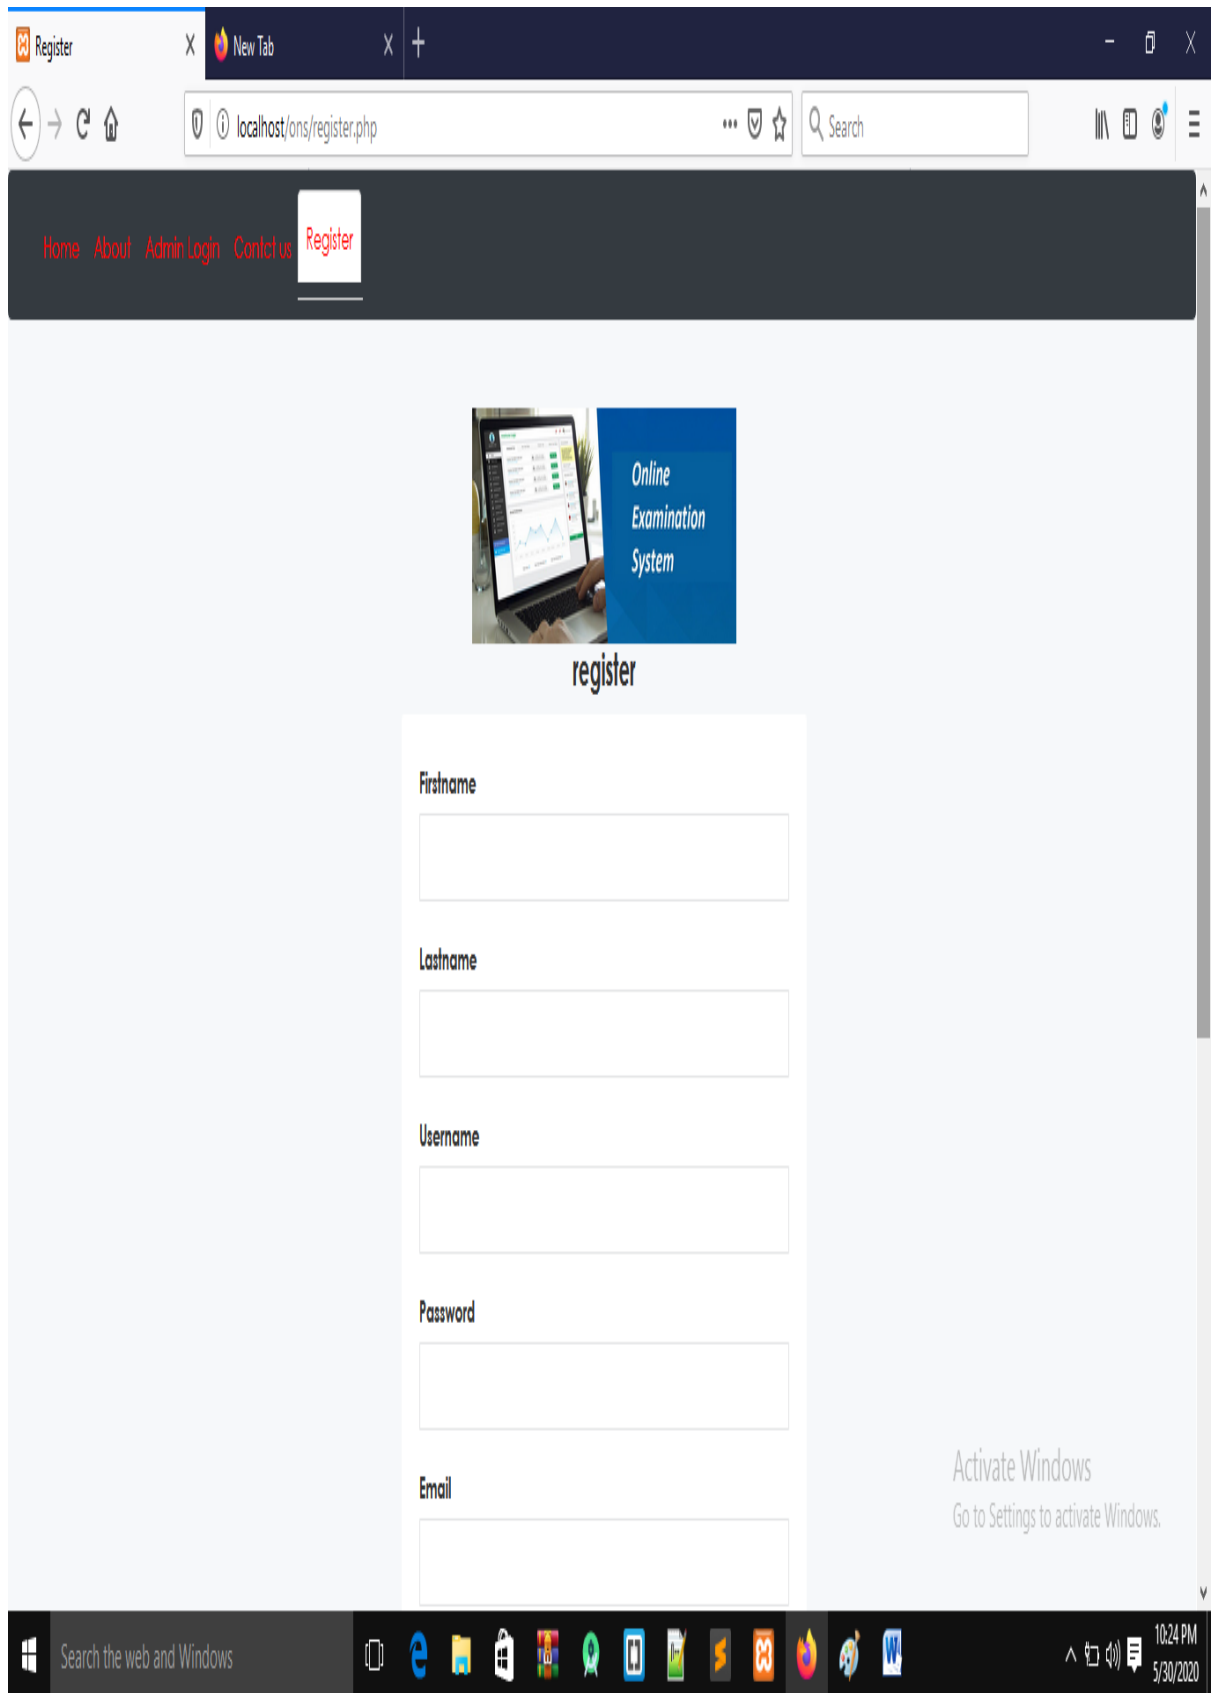 Register
New Tab
localhost/ons/register.php
Search
Home About Admin Login Contct us Register
Online
Examination
System
register
Firstname
Lastname
Username
Password
Email
Activate Windows
Go to Settings to activate Windows.
Search the web and Windows
10:24 PM
5/30/2020